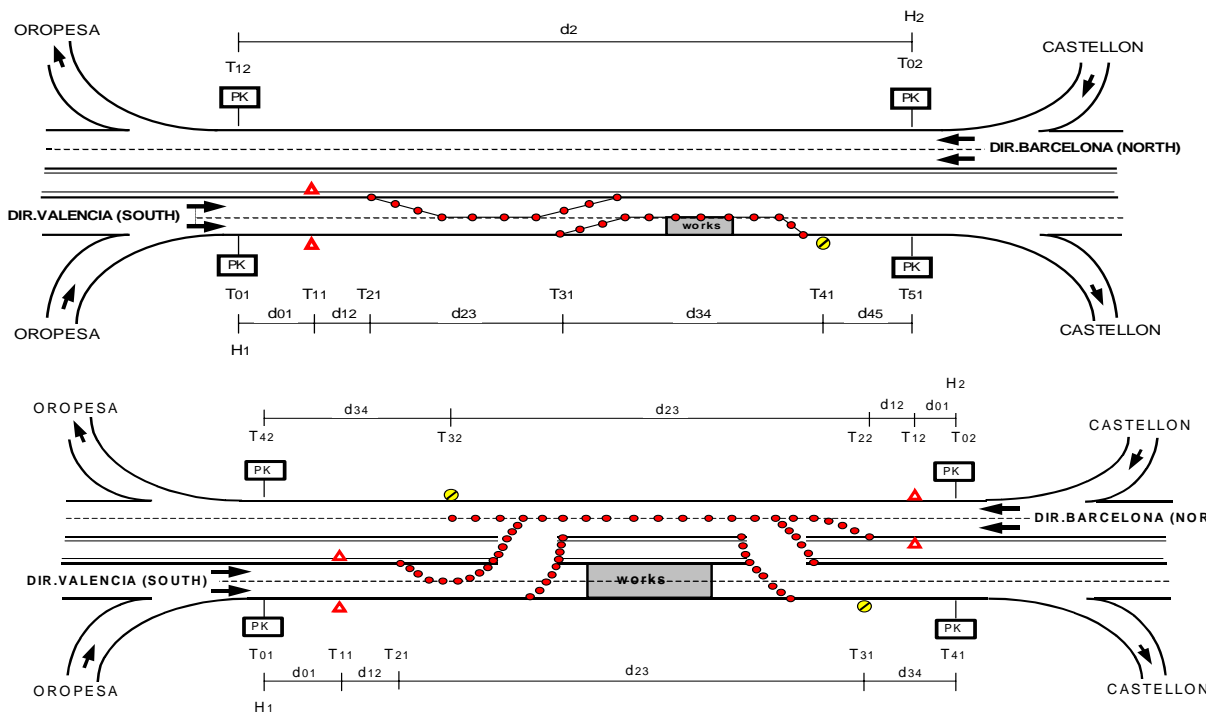 H2
OROPESA
d2
CASTELLON
T12
T02
PK
PK
DIR.BARCELONA (NORTH)
DIR.VALENCIA (SOUTH)
works
PK
PK
T01 T11 T21 T31 T41 T51
OROPESA
d01 d12 d23 d34 d45
CASTELLON
H1
H2
OROPESA
d34 d23 d12 d01
T42 T32 T22 T12 T02
CASTELLON
PK
PK
DIR.BARCELONA (NOR
DIR.VALENCIA (SOUTH)
works
PK
PK
T01 T11 T21 T31 T41
OROPESA
d01 d12 d23 d34
CASTELLON
H1